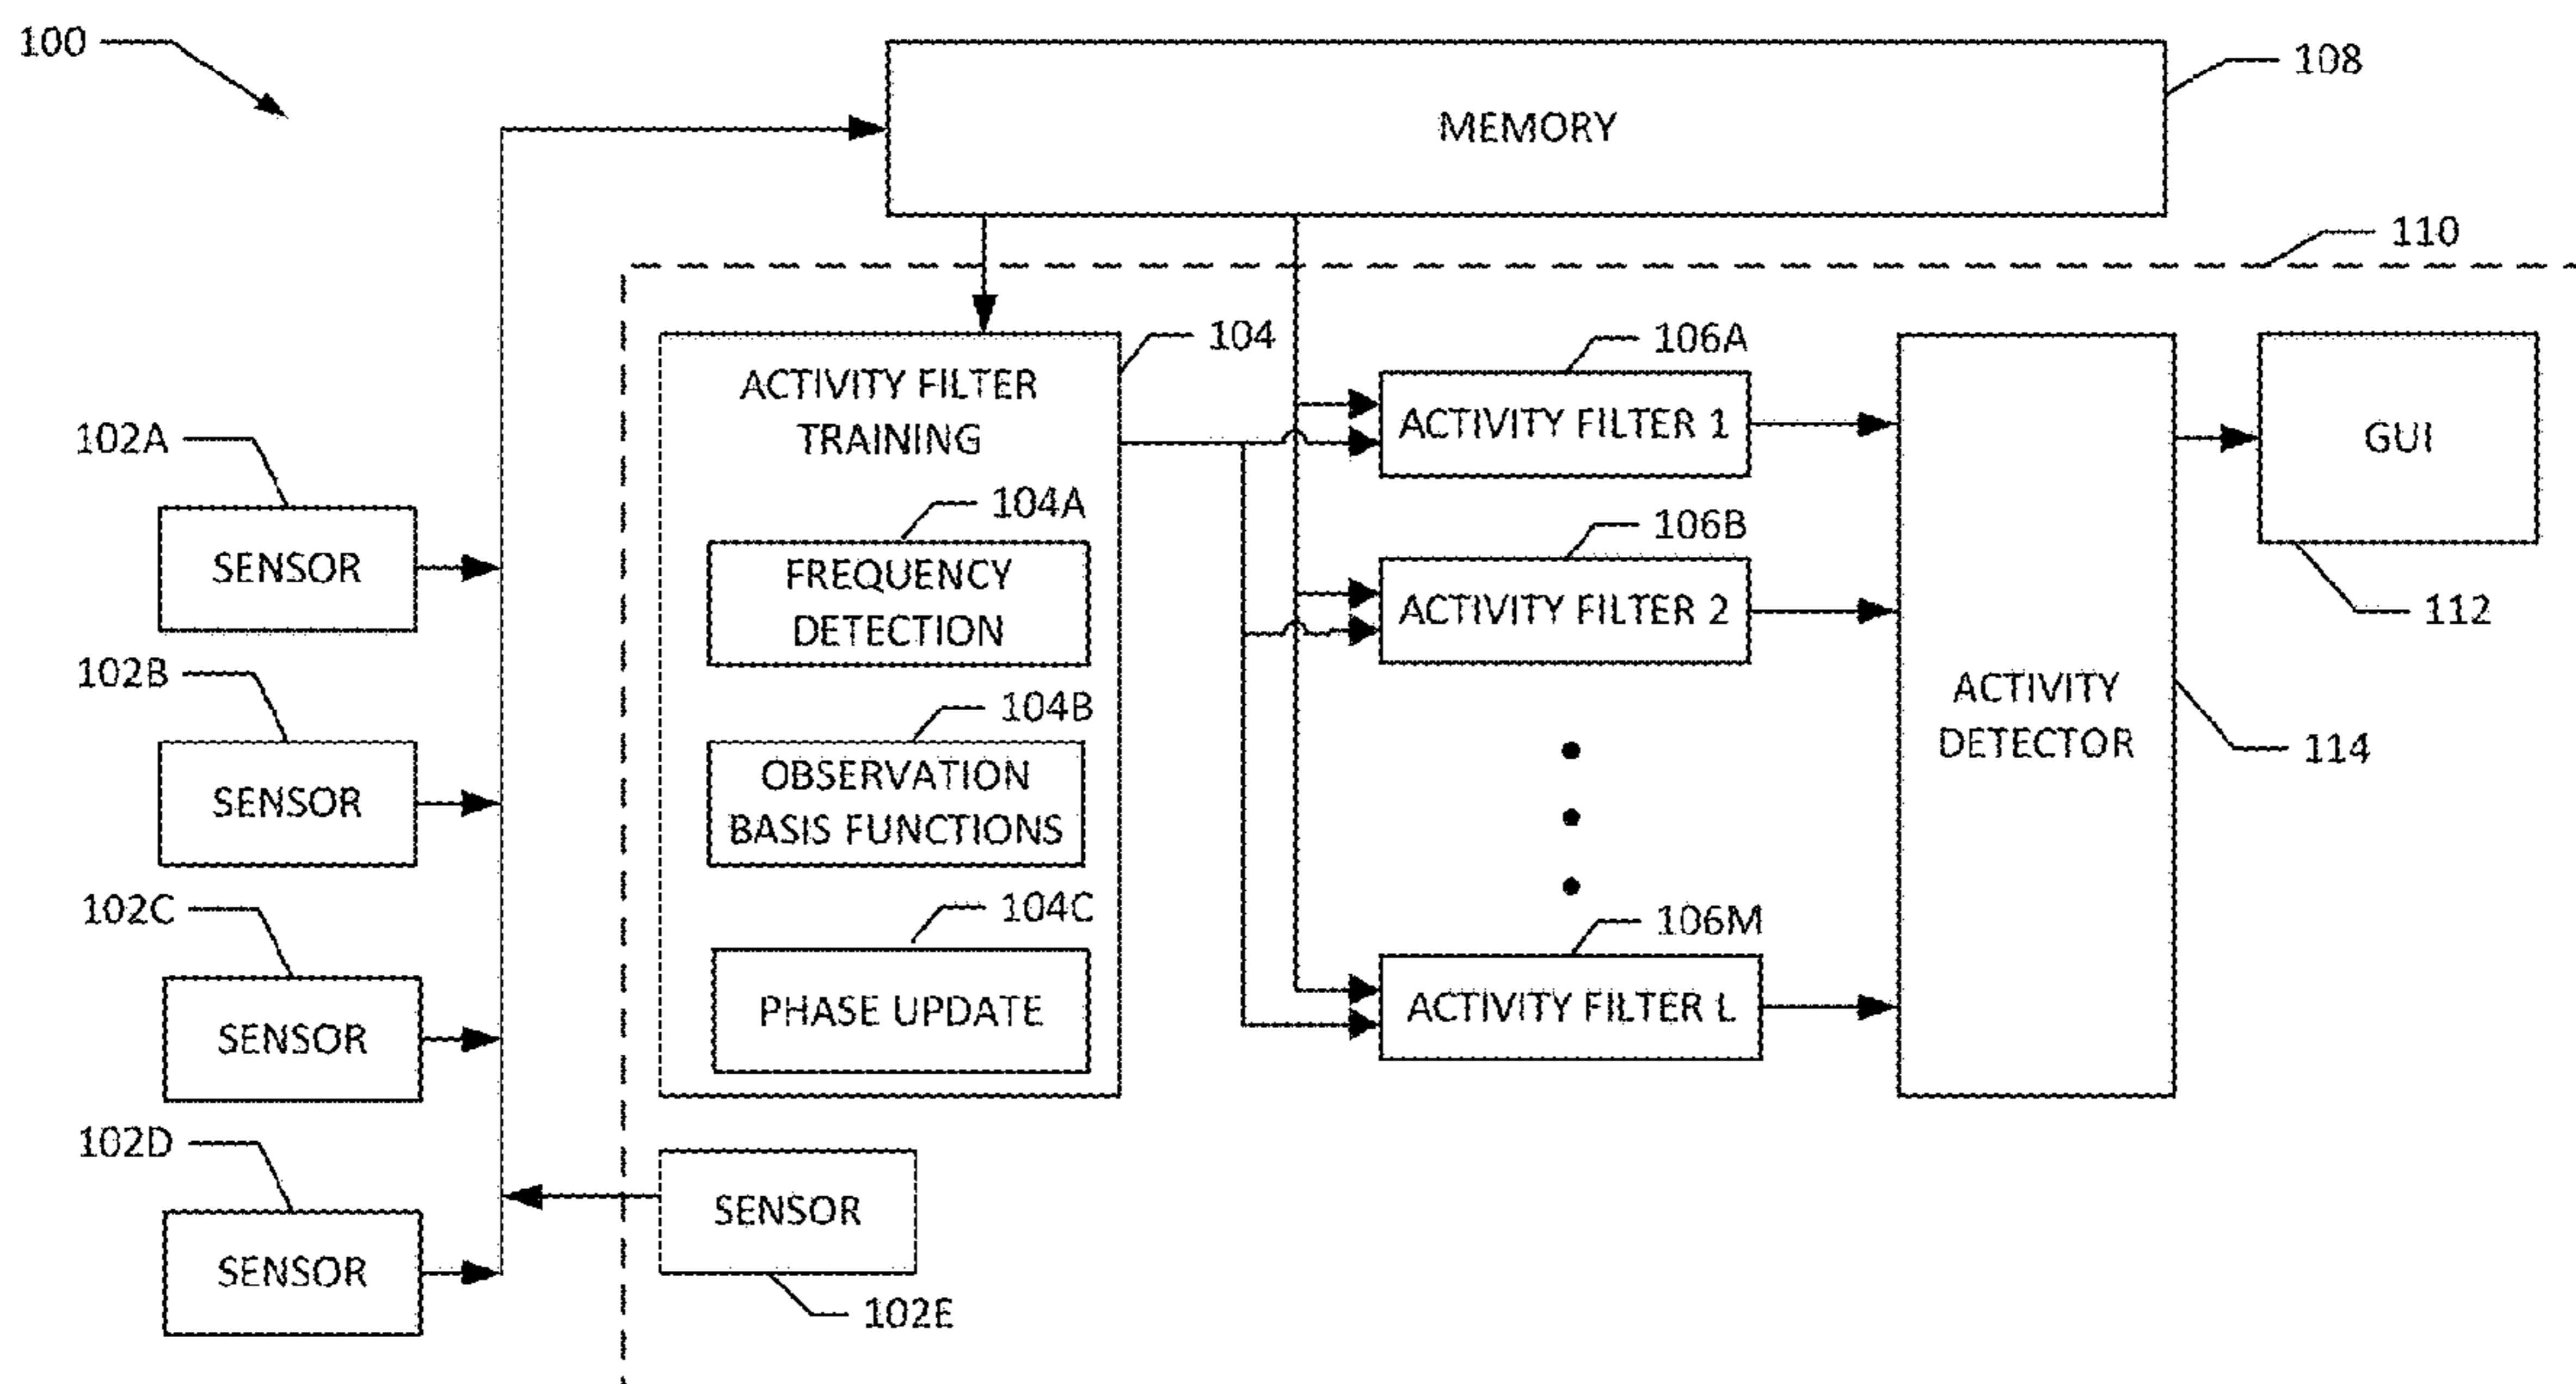 100
108
MEMORY
110
104
ACTIVITY FILTER
TRAINING
104A
FREQUENCY
DETECTION
104B
OBSERVATION
BASIS FUNCTIONS
104C
PHASE UPDATE
102A
SENSOR
102B
SENSOR
102C
SENSOR
102D
SENSOR
SENSOR
102E
106A
ACTIVITY FILTER 1
106B
ACTIVITY FILTER 2
106M
ACTIVITY FILTER L
ACTIVITY
DETECTOR
114
GUI
112